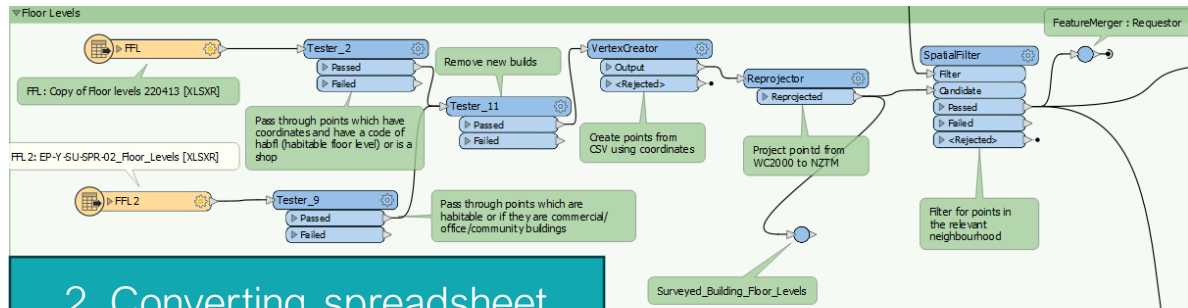 Floor Levels
FFL
FFL: Copy of Floor levels 220413 [XLSXR]
Tester_2
Passed
Failed
Pass through points which have
coordinates and have a code of
habfl (habitable floor level) or is a
shop
FFL 2: EP-Y-SU-SPR-02_Floor_Levels [XLSXR]
FFL 2
Tester_9
Passed
Failed
Pass through points which are
habitable or if they are commercial/
office/community buildings
Remove new builds
Tester_11
Passed
Failed
VertexCreator
Output
<Rejected>
Create points from
CSV using coordinates
Reprojector
Reprojected
Project pointd from
WC2000 to NZTM
Surveyed_Building_Floor_Levels
SpatialFilter
Filter
Candidate
Passed
Failed
<Rejected>
Filter for points in
the relevant
neighbourhood
FeatureMerger : Requestor
2. Converting spreadsheet